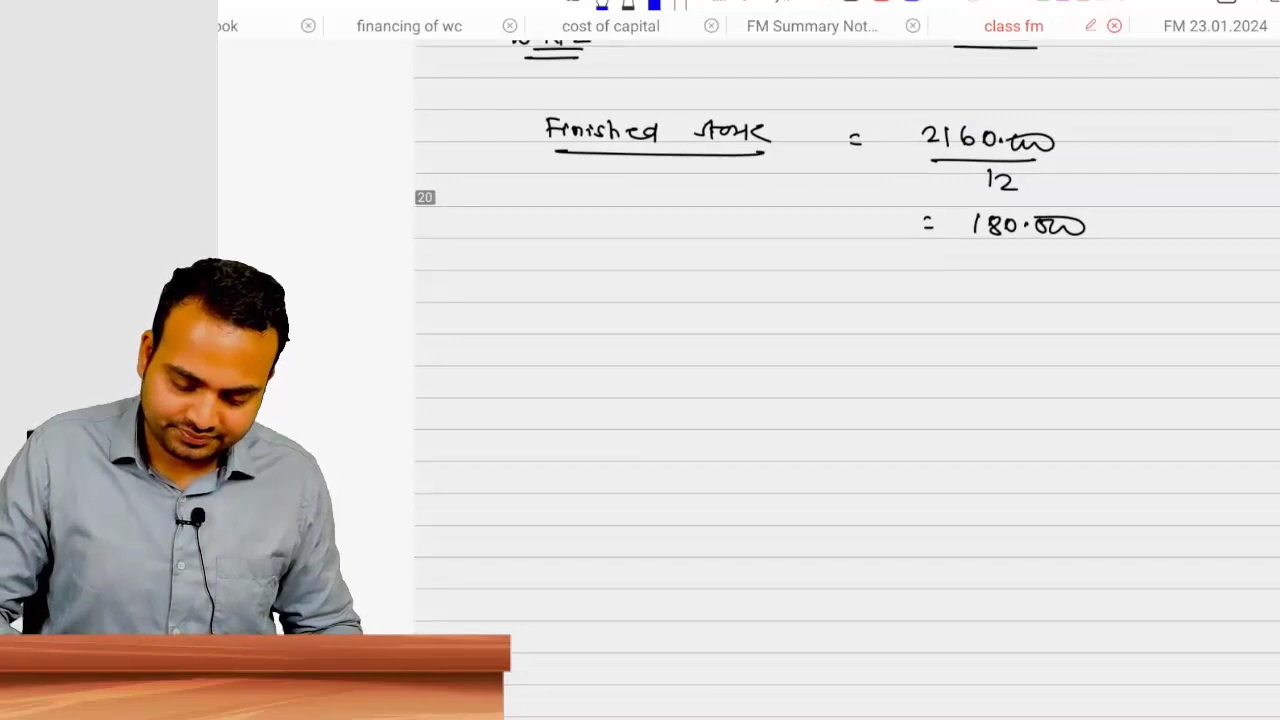 ook financing of wc cost of capital FM Summary Not... class fm FM 23.01.2024
Finished stock = 2160.000
12
20
= 180.000